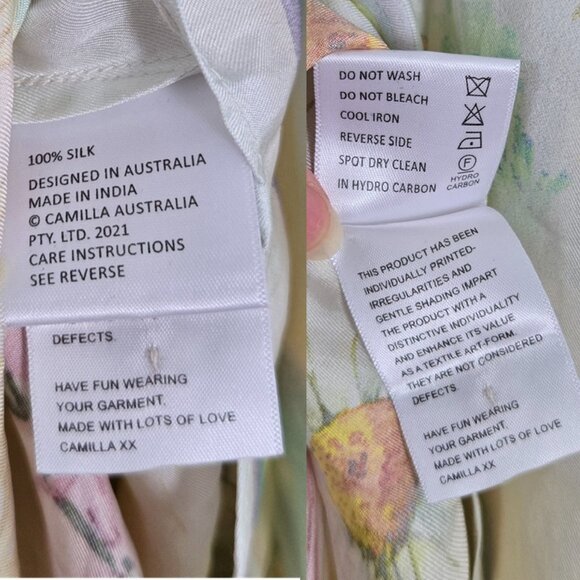 100% SILK
DESIGNED IN AUSTRALIA
MADE IN INDIA
© CAMILLA AUSTRALIA
PTY. LTD. 2021
CARE INSTRUCTIONS
SEE REVERSE
DEFECTS.
HAVE FUN WEARING
YOUR GARMENT.
MADE WITH LOTS OF LOVE
CAMILLA XX
DO NOT WASH
DO NOT BLEACH
COOL IRON
REVERSE SIDE
SPOT DRY CLEAN
IN HYDRO CARBON
F
HYDRO
CARBON
THIS PRODUCT HAS BEEN
INDIVIDUALLY PRINTED-
IRREGULARITIES AND
GENTLE SHADING IMPART
THE PRODUCT WITH A
DISTINCTIVE INDIVIDUALITY
AND ENHANCE ITS VALUE
AS A TEXTILE ART-FORM.
THEY ARE NOT CONSIDERED
DEFECTS.
HAVE FUN WEARING
YOUR GARMENT.
MADE WITH LOTS OF LOVE
CAMILLA XX